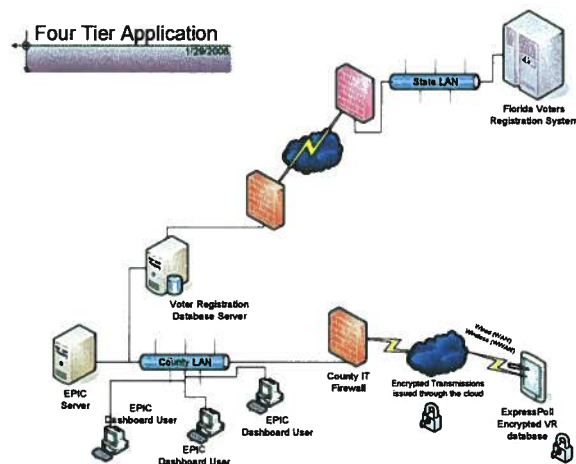 Four Tier Application
1/29/2008
State LAN
Florida Voters
Registration System
Voter Registration
Database Server
County LAN
EPIC
Server
EPIC
Dashboard User
EPIC
Dashboard User
EPIC
Dashboard User
County IT
Firewall
Wired (WAN)
Wireless (WWAN)
Encrypted Transmissions
issued through the cloud
ExpressPoll
Encrypted VR
database